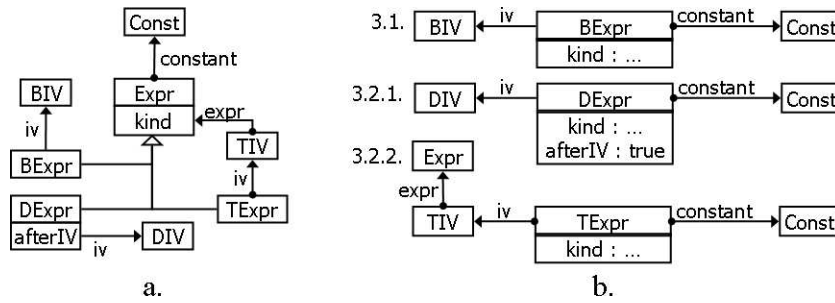 Const
constant
Expr
kind
expr
BIV
iv
TIV
iv
BExpr
DExpr
afterIV
TExpr
iv
DIV
a.
3.1.
BIV
iv
BExpr
constant
Const
kind : ...
3.2.1.
DIV
iv
DExpr
constant
Const
kind : ...
afterIV : true
3.2.2.
Expr
expr
TIV
iv
TExpr
constant
Const
kind : ...
b.